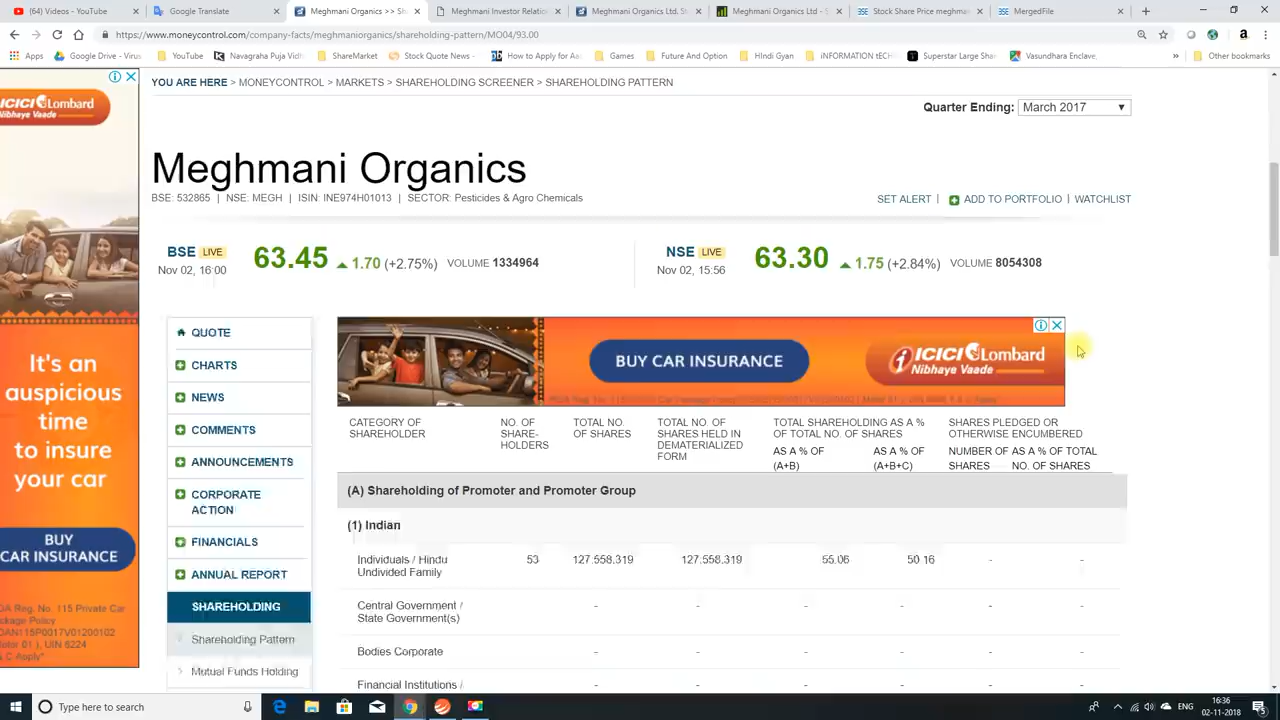 (64) Videos - YouTube
Google Translate
Meghmani Organics >> Sh
Meghmani Investor Relatio
Meghmani Organics Ltd. St
Meghmani Organics Ltd - S
Stock Share Price meghma
MergedFile
https://www.moneycontrol.com/company-facts/meghmaniorganics/shareholding-pattern/MO04/93.00
Apps
Google Drive - Virus
YouTube
Navagraha Puja Vidh
ShareMarket
Stock Quote News -
How to Apply for Aa
Games
Future And Option
HIndi Gyan
iNFORMATION tECH
Superstar Large Shar
Vasundhara Enclave,
»
Other bookmarks
YOU ARE HERE > MONEYCONTROL > MARKETS > SHAREHOLDING SCREENER > SHAREHOLDING PATTERN
Quarter Ending: March 2017
Meghmani Organics
BSE: 532865 | NSE: MEGH | ISIN: INE974H01013 | SECTOR: Pesticides & Agro Chemicals
SET ALERT | ADD TO PORTFOLIO | WATCHLIST
BSE LIVE
Nov 02, 16:00
63.45
1.70 (+2.75%)
VOLUME 1334964
NSE LIVE
Nov 02, 15:56
63.30
1.75 (+2.84%)
VOLUME 8054308
ICICI Lombard
Nibhaye Vaade
It's an
auspicious
time
to insure
your car
BUY
CAR INSURANCE
Reg. No. 115 Private Car
Package Policy
UIN 6224
QUOTE
CHARTS
NEWS
COMMENTS
ANNOUNCEMENTS
CORPORATE
ACTION
FINANCIALS
ANNUAL REPORT
SHAREHOLDING
Shareholding Pattern
Mutual Funds Holding
BUY CAR INSURANCE
ICICI Lombard
Nibhaye Vaade
CATEGORY OF
SHAREHOLDER
NO. OF
SHARE-
HOLDERS
TOTAL NO.
OF SHARES
TOTAL NO. OF
SHARES HELD IN
DEMATERIALIZED
FORM
TOTAL SHAREHOLDING AS A %
OF TOTAL NO. OF SHARES
AS A % OF
(A+B)
AS A % OF
(A+B+C)
SHARES PLEDGED OR
OTHERWISE ENCUMBERED
NUMBER OF
SHARES
AS A % OF TOTAL
NO. OF SHARES
(A) Shareholding of Promoter and Promoter Group
(1) Indian
Individuals / Hindu
Undivided Family
53 127,558,319 127,558,319 55.06 50.16 - -
Central Government /
State Government(s)
- - - - - -
Bodies Corporate
- - - - - -
Financial Institutions /
- - - - - -
Type here to search
ENG
16:36
02-11-2018